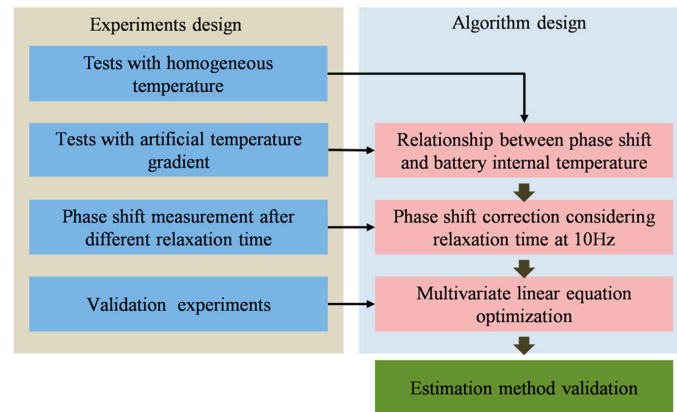 Experiments design
Algorithm design
Tests with homogeneous
temperature
Tests with artificial temperature
gradient
Relationship between phase shift
and battery internal temperature
Phase shift measurement after
different relaxation time
Phase shift correction considering
relaxation time at 10Hz
Validation experiments
Multivariate linear equation
optimization
Estimation method validation